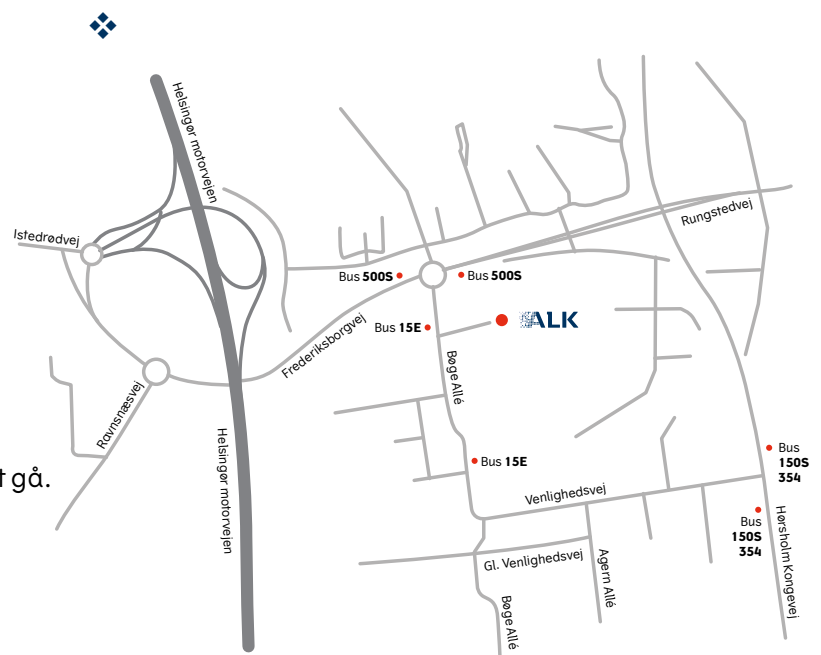 Helsingør motorvejen
Istedrødvej
Rungstedvej
Bus 500S
Bus 500S
Bus 15E
ALK
Frederiksborgvej
Bøge Allé
Ravnsnæsvej
Helsingør motorvejen
Bus 15E
t gå.
Venlighedsvej
Bus
150S
354
Bus
150S
354
Hørsholm Kongevej
Gl. Venlighedsvej
Agern Allé
Bøge Allé